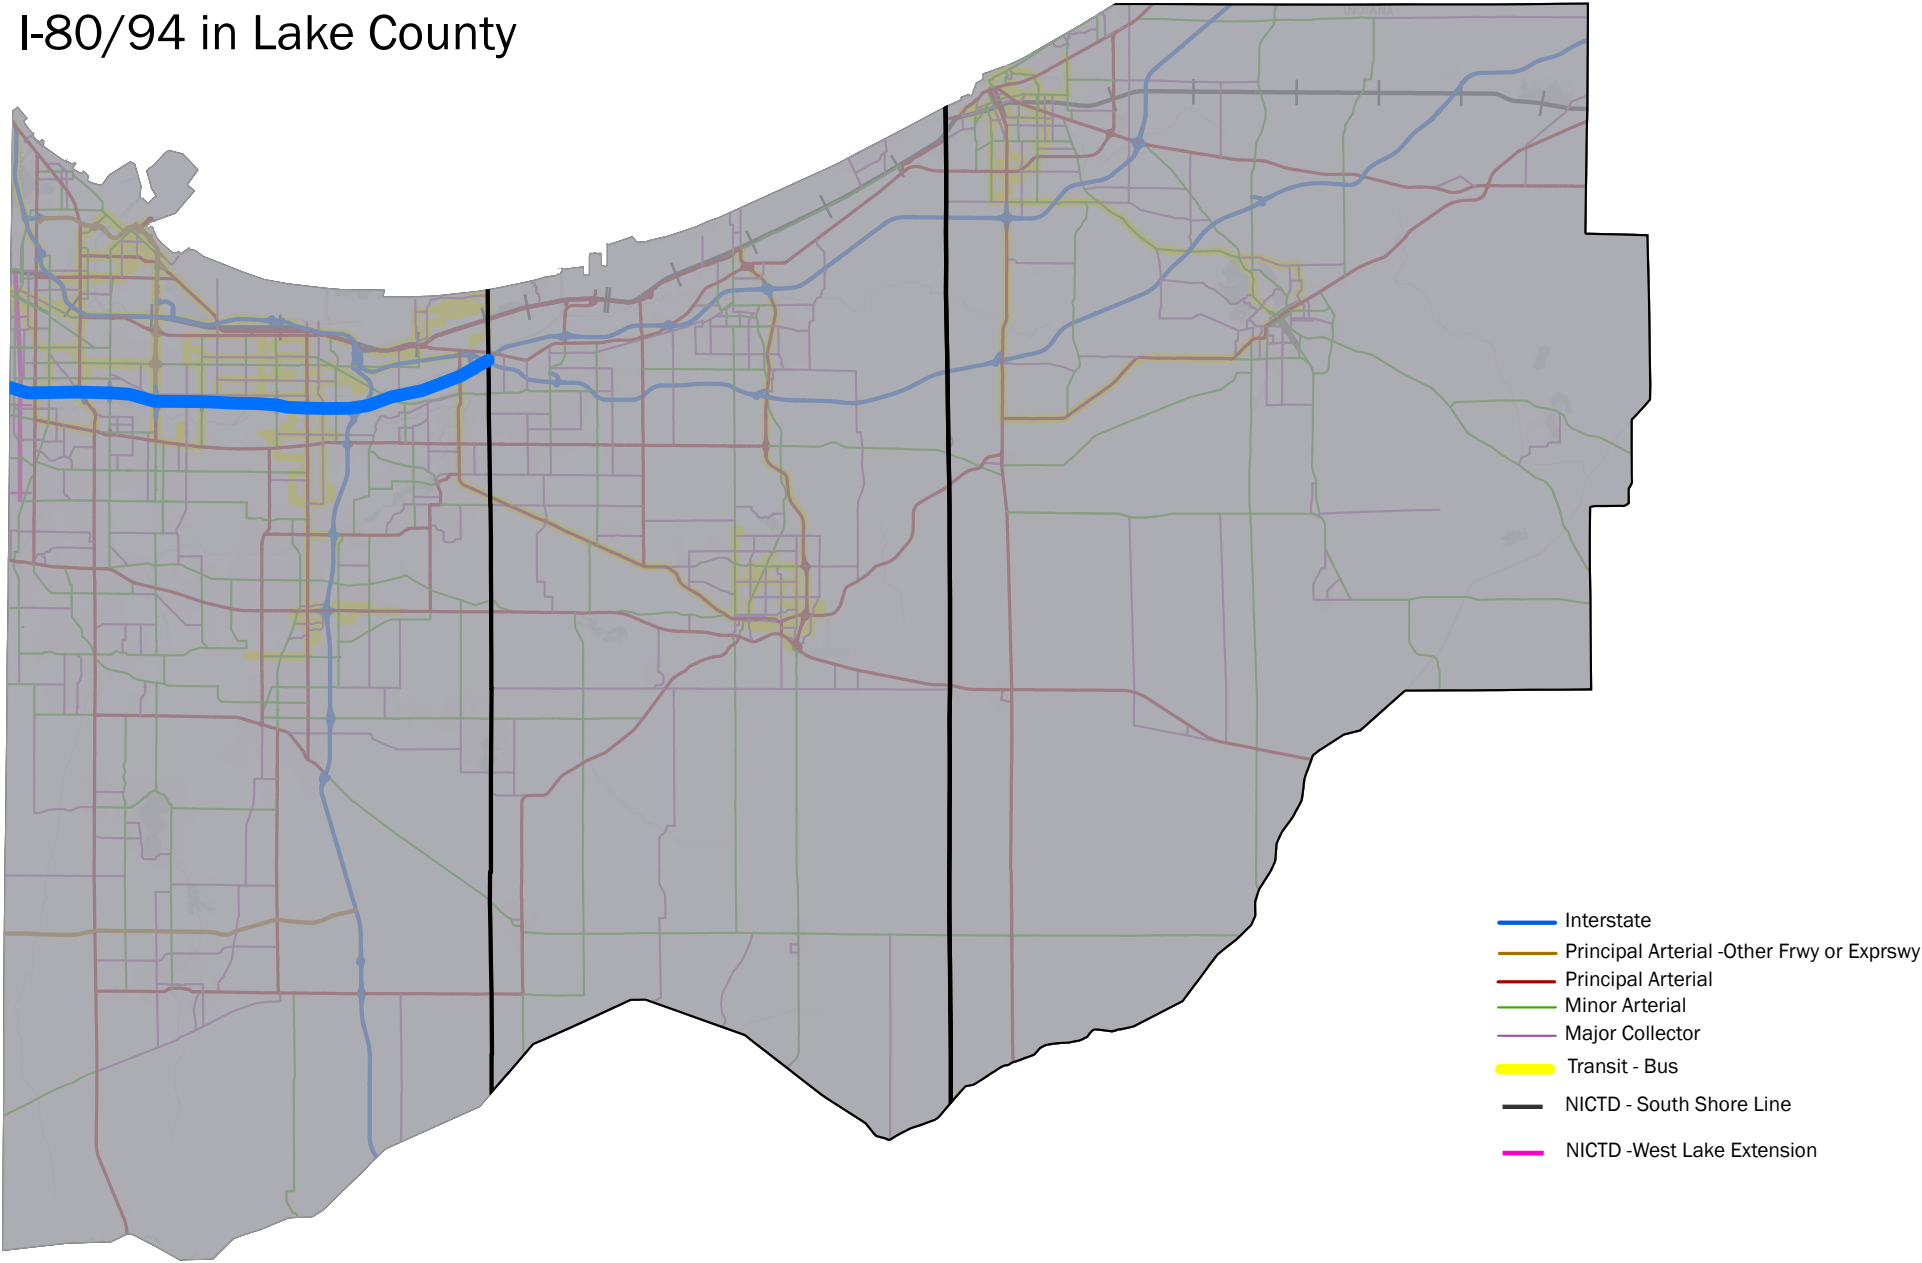 I-80/94 in Lake County
INDIANA
Interstate
Principal Arterial -Other Frwy or Exprswy
Principal Arterial
Minor Arterial
Major Collector
Transit - Bus
NICTD - South Shore Line
NICTD -West Lake Extension